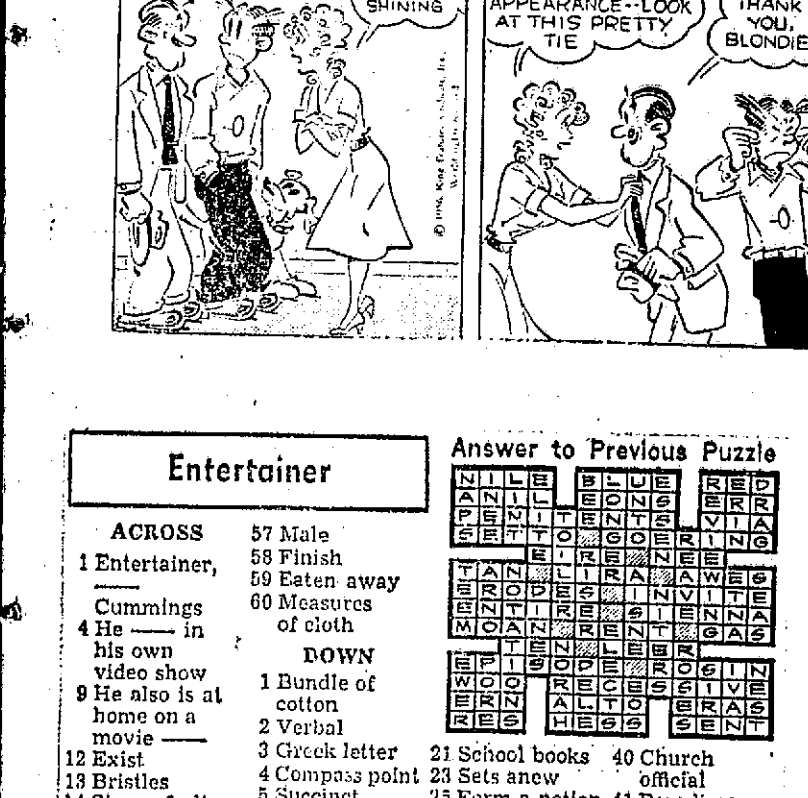 SHINING
APPEARANCE--LOOK
AT THIS PRETTY
TIE
THANK
YOU,
BLONDIE
Entertainer
ACROSS
1 Entertainer,
——
Cummings
4 He —— in
his own
video show
9 He also is at
home on a
movie ——
12 Exist
13 Bristles
57 Male
58 Finish
59 Eaten away
60 Measures
of cloth
DOWN
1 Bundle of
cotton
2 Verbal
3 Greek letter
4 Compass point
5 Succinct
Answer to Previous Puzzle
NILE BLUE RED
ANIL EONS ERR
PENITENTS VIA
SETTO GOERING
EIRE NEE
TAN LIRA AWES
ERODES INVITE
ENTIRE SIENNA
MOAN RENT GAS
TEN LEER
EPISODE ROSIN
WOO RECESSIVE
ERN ALTO ERAS
RES HESS SENT
21 School books
23 Sets anew
40 Church
official